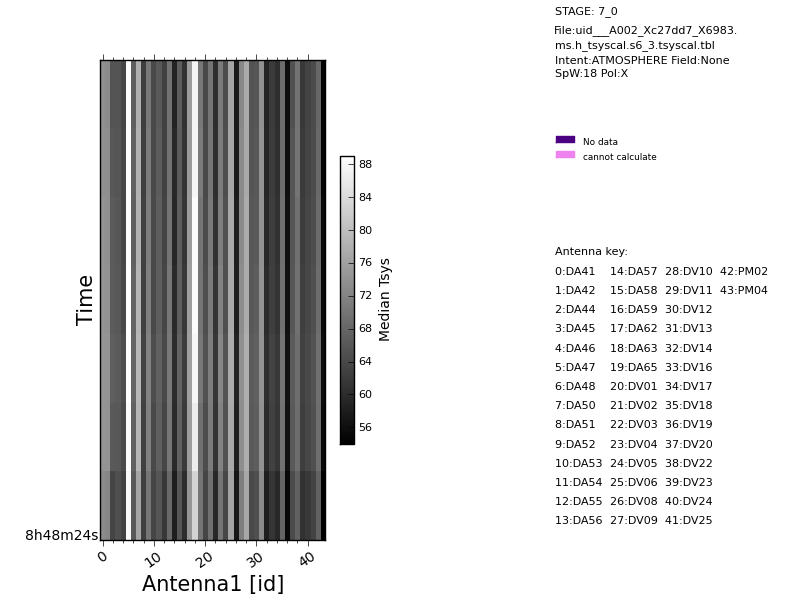 STAGE: 7_0
File:uid___A002_Xc27dd7_X6983.
ms.h_tsyscal.s6_3.tsyscal.tbl
Intent:ATMOSPHERE Field:None
SpW:18 Pol:X
No data
cannot calculate
88
84
80
76
72
68
64
60
56
Median Tsys
Time
8h48m24s
0 10 20 30 40
Antenna1 [id]
Antenna key:
0:DA41 14:DA57 28:DV10 42:PM02
1:DA42 15:DA58 29:DV11 43:PM04
2:DA44 16:DA59 30:DV12
3:DA45 17:DA62 31:DV13
4:DA46 18:DA63 32:DV14
5:DA47 19:DA65 33:DV16
6:DA48 20:DV01 34:DV17
7:DA50 21:DV02 35:DV18
8:DA51 22:DV03 36:DV19
9:DA52 23:DV04 37:DV20
10:DA53 24:DV05 38:DV22
11:DA54 25:DV06 39:DV23
12:DA55 26:DV08 40:DV24
13:DA56 27:DV09 41:DV25